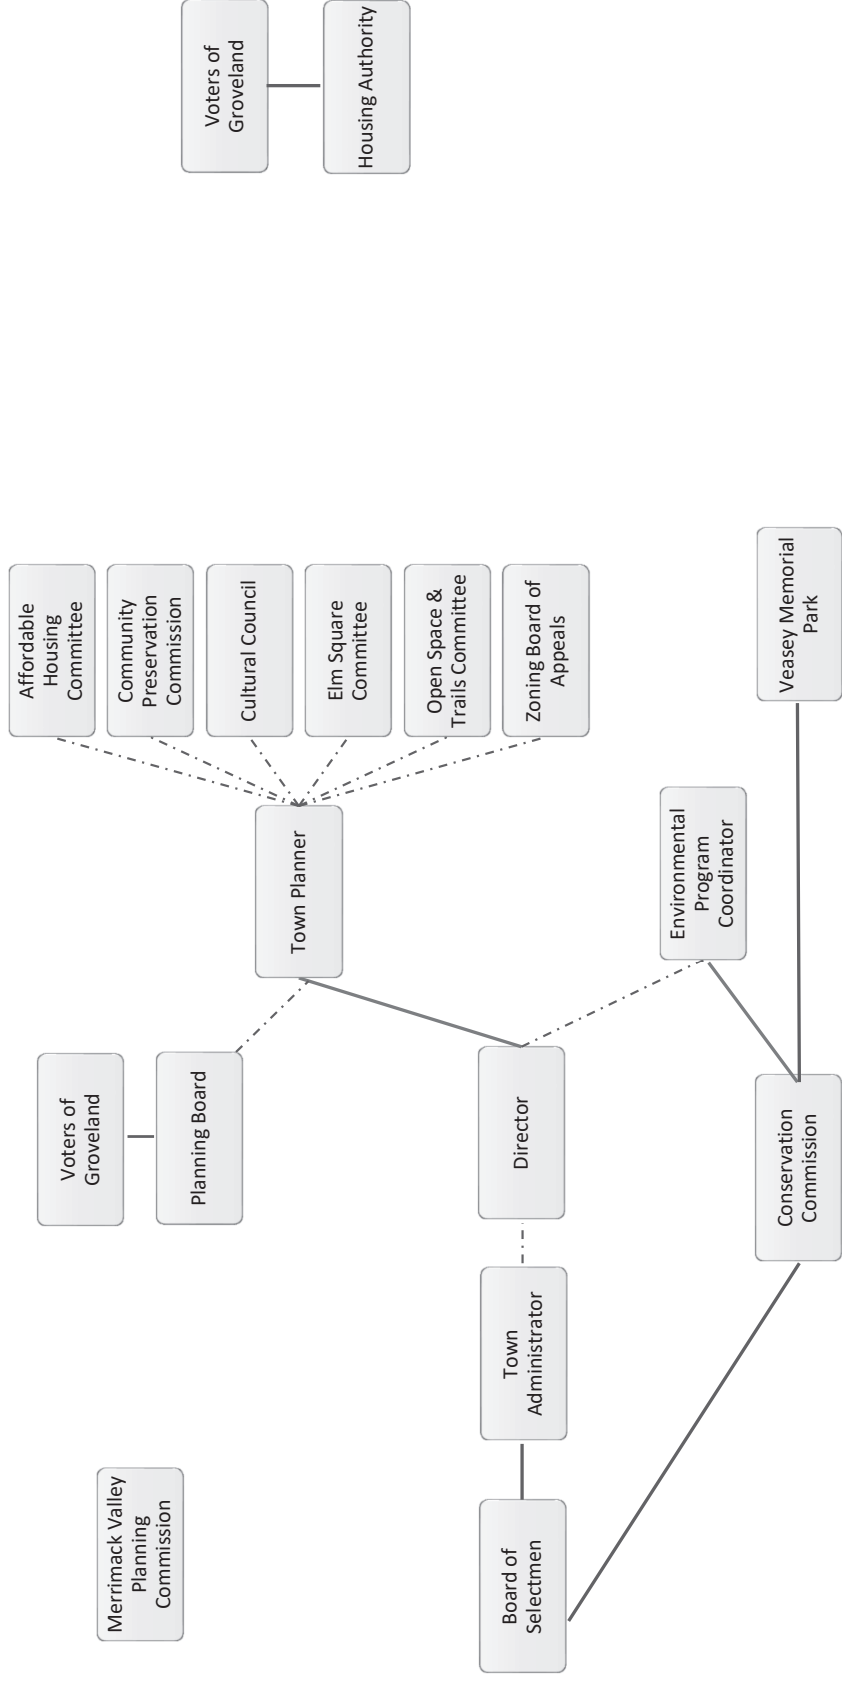 Merrimack Valley
Planning
Commission
Voters of
Groveland
Planning Board
Board of
Selectmen
Town
Administrator
Director
Conservation
Commission
Town Planner
Environmental
Program
Coordinator
Affordable
Housing
Committee
Community
Preservation
Commission
Cultural Council
Elm Square
Committee
Open Space &
Trails Committee
Zoning Board of
Appeals
Veasey Memorial
Park
Voters of
Groveland
Housing Authority